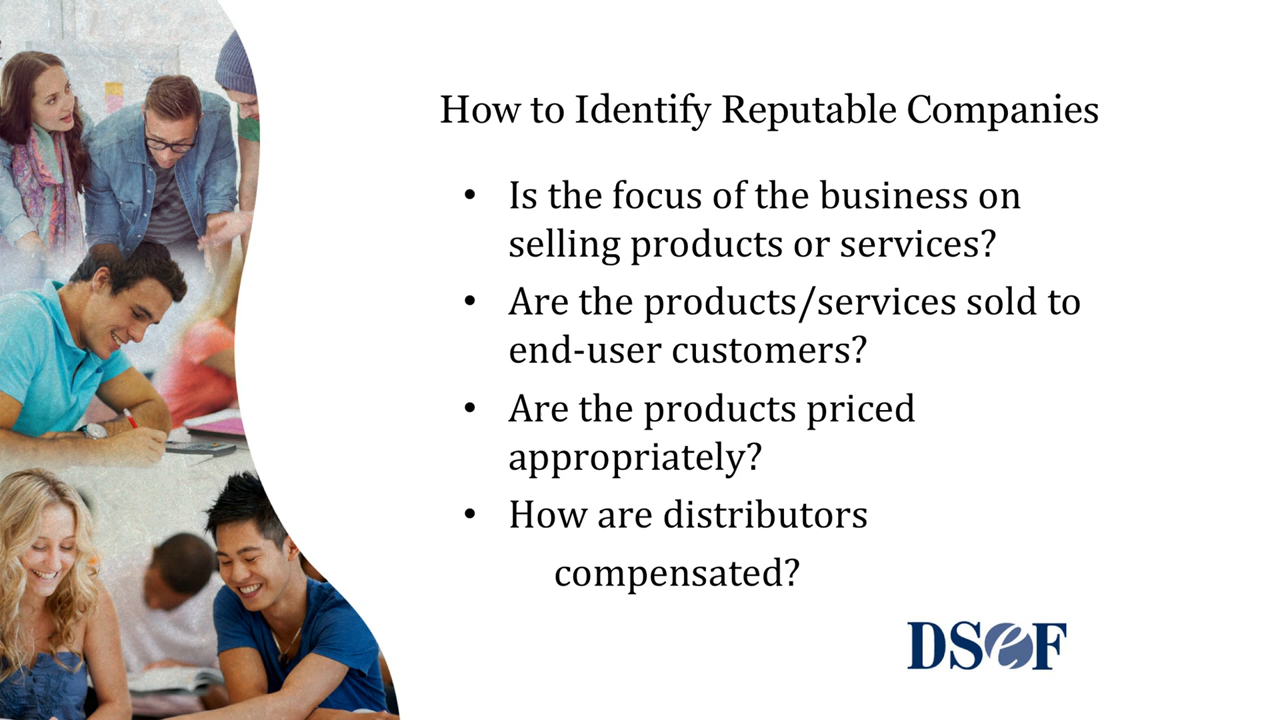 How to Identify Reputable Companies
• Is the focus of the business on
selling products or services?
• Are the products/services sold to
end-user customers?
• Are the products priced
appropriately?
• How are distributors
compensated?
DSeF